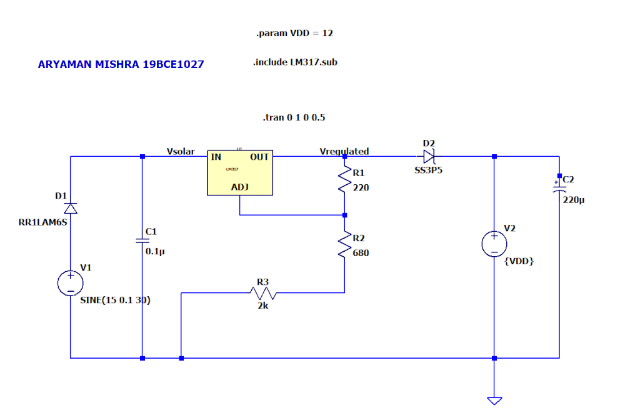 .param VDD = 12
ARYAMAN MISHRA 19BCE1027
.include LM317.sub
.tran 0 1 0 0.5
Vsolar
IN
OUT
LM317
ADJ
Vregulated
D2
SS3P5
R1
220
C2
220µ
D1
RR1LAM6S
C1
0.1µ
R2
680
V2
{VDD}
V1
SINE(15 0.1 30)
R3
2k